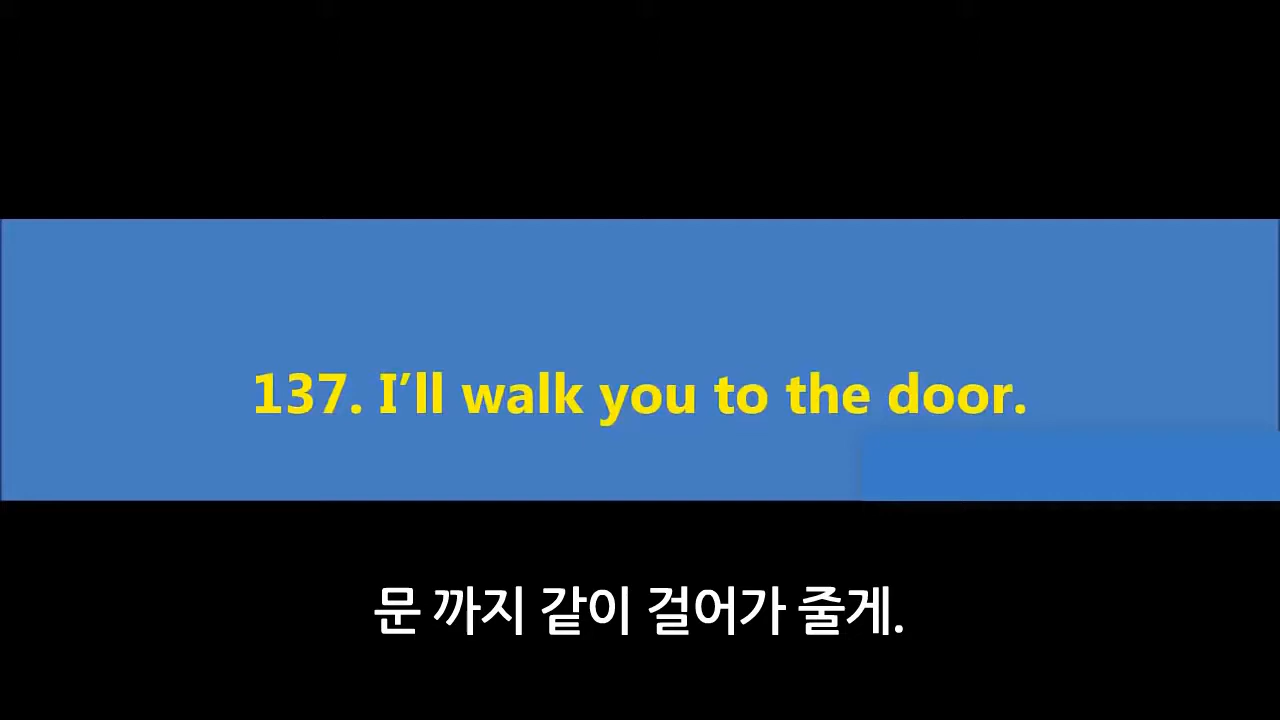 137. I’ll walk you to the door.
문 까지 같이 걸어가 줄게.